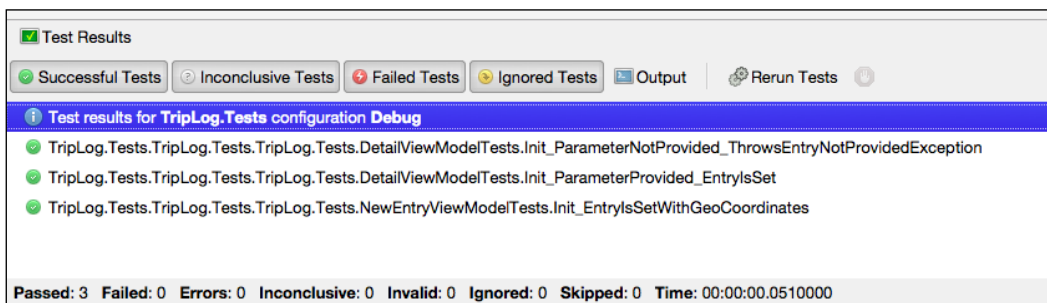 Test Results
Successful Tests Inconclusive Tests Failed Tests Ignored Tests Output Rerun Tests
Test results for TripLog.Tests configuration Debug
TripLog.Tests.TripLog.Tests.TripLog.Tests.DetailViewModelTests.Init_ParameterNotProvided_ThrowsEntryNotProvidedException
TripLog.Tests.TripLog.Tests.TripLog.Tests.DetailViewModelTests.Init_ParameterProvided_EntryIsSet
TripLog.Tests.TripLog.Tests.TripLog.Tests.NewEntryViewModelTests.Init_EntryIsSetWithGeoCoordinates
Passed: 3 Failed: 0 Errors: 0 Inconclusive: 0 Invalid: 0 Ignored: 0 Skipped: 0 Time: 00:00:00.0510000